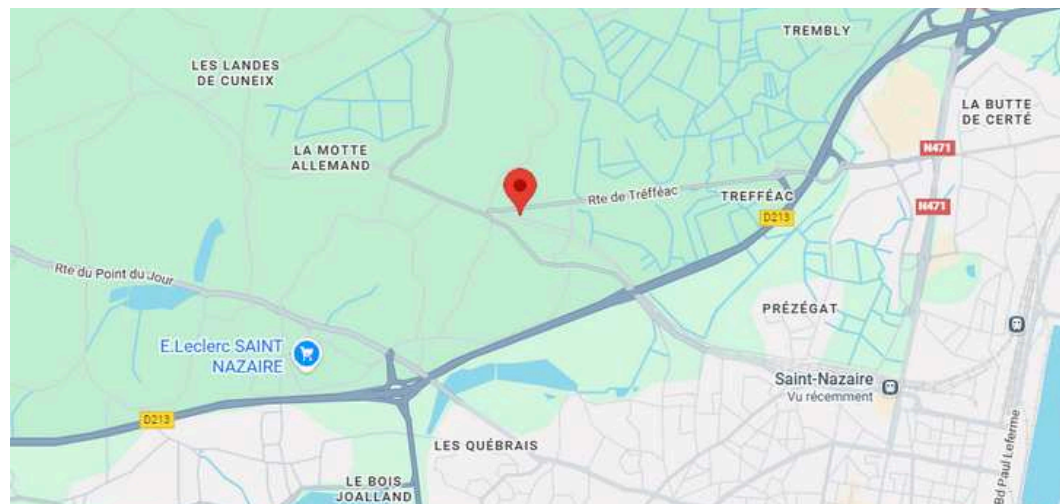 TREMBLY
LES LANDES
DE CUNEIX
LA BUTTE
DE CERTÉ
LA MOTTE
ALLEMAND
N471
Rte de Tréfféac
TREFFÉAC
N471
D213
Rte du Point du Jour
PRÉZÉGAT
E.Leclerc SAINT
NAZAIRE
Saint-Nazaire
Vu récemment
D213
LES QUÉBRAIS
Bd Paul Leferme
LE BOIS
JOALLAND